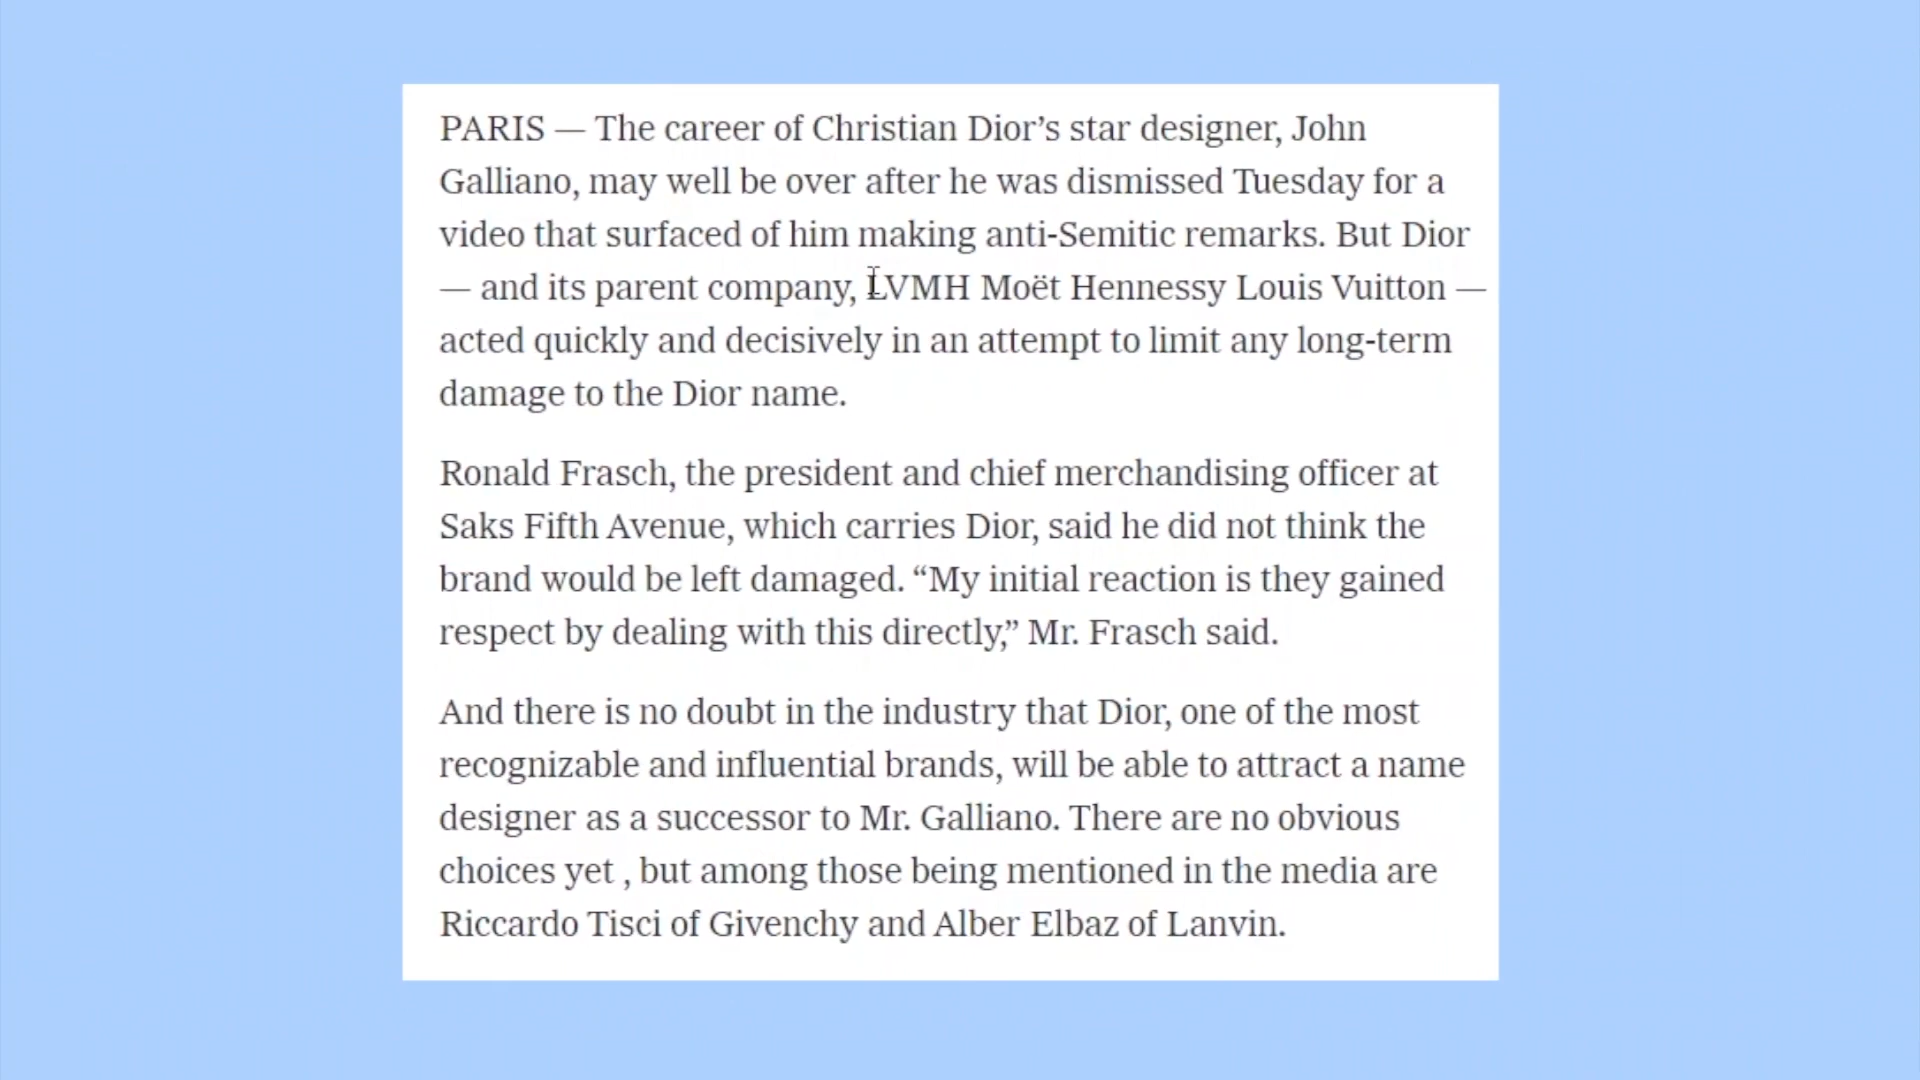 PARIS — The career of Christian Dior’s star designer, John
Galliano, may well be over after he was dismissed Tuesday for a
video that surfaced of him making anti-Semitic remarks. But Dior
— and its parent company, LVMH Moët Hennessy Louis Vuitton —
acted quickly and decisively in an attempt to limit any long-term
damage to the Dior name.
Ronald Frasch, the president and chief merchandising officer at
Saks Fifth Avenue, which carries Dior, said he did not think the
brand would be left damaged. “My initial reaction is they gained
respect by dealing with this directly,” Mr. Frasch said.
And there is no doubt in the industry that Dior, one of the most
recognizable and influential brands, will be able to attract a name
designer as a successor to Mr. Galliano. There are no obvious
choices yet , but among those being mentioned in the media are
Riccardo Tisci of Givenchy and Alber Elbaz of Lanvin.